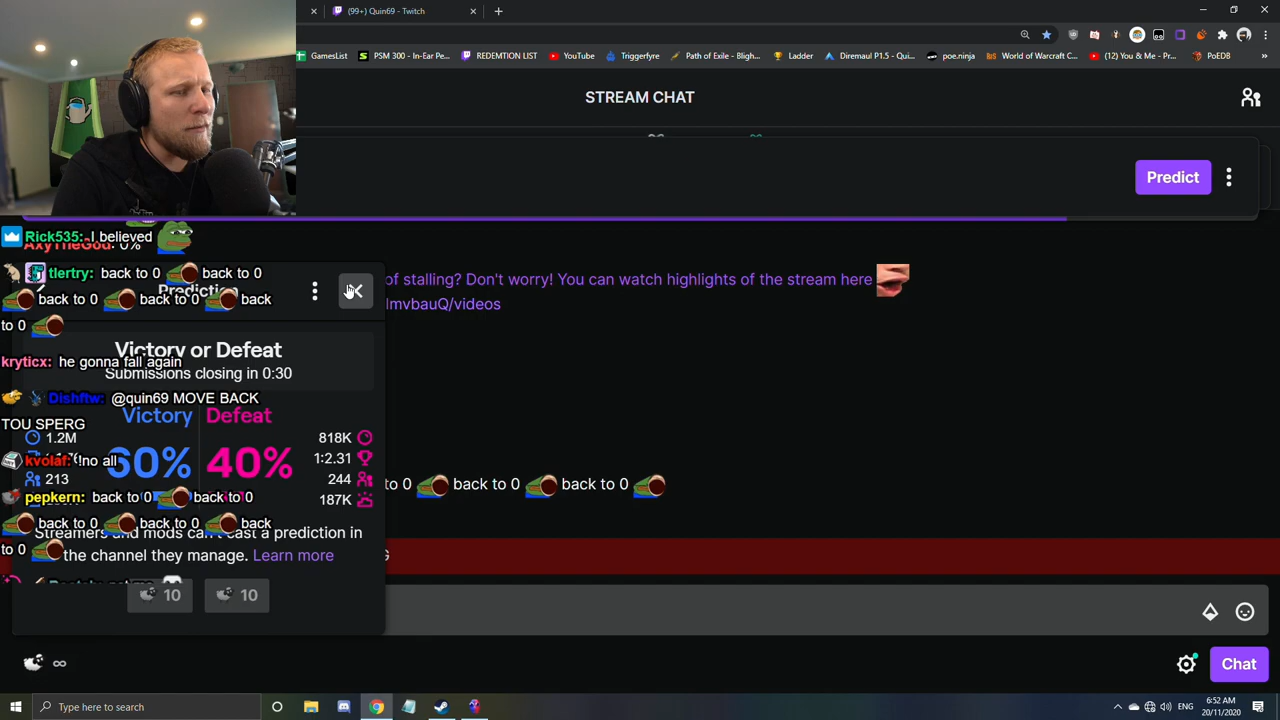 (99+) Quin69 - Twitch
GamesList
PSM 300 - In-Ear Pe...
REDEMTION LIST
YouTube
Triggerfyre
Path of Exile - Bligh...
Ladder
Diremaul P1.5 - Qui...
poe.ninja
World of Warcraft C...
(12) You & Me - Pr...
PoEDB
STREAM CHAT
Predict
Rick535: I believed
AxyTheGod: 0%
tlertry: back to 0 back to 0
back to 0 back to 0 back
to 0
Prediction
of stalling? Don't worry! You can watch highlights of the stream here
lmvbauQ/videos
Victory or Defeat
kryticx: he gonna fall again
Submissions closing in 0:30
Dishftw: @quin69 MOVE BACK
TOU SPERG
Victory Defeat
1.2M 60% 40% 818K
1:2.31
213 244
187K
kvolaf: !no all
pepkern: back to 0 back to 0
back to 0 back to 0 back
to 0
to 0 back to 0 back to 0
Streamers and mods can't cast a prediction in
the channel they manage. Learn more
G
10 10
∞
Chat
Type here to search
ENG
6:52 AM
20/11/2020